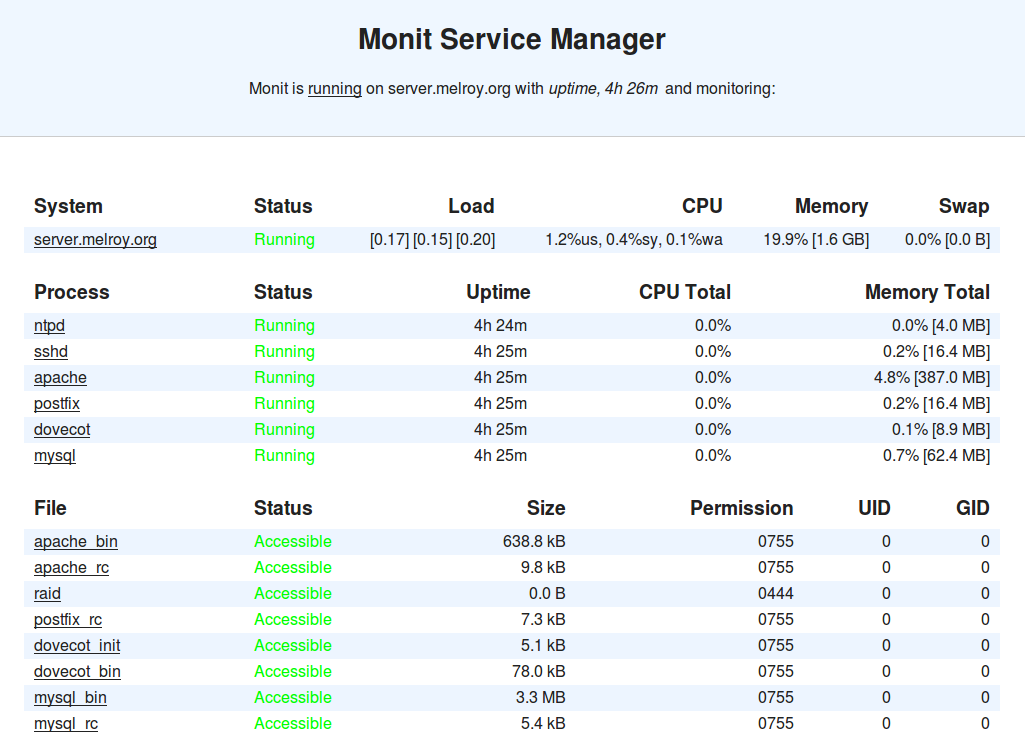 Monit Service Manager
Monit is running on server.melroy.org with uptime, 4h 26m and monitoring:
System Status Load CPU Memory Swap
server.melroy.org Running [0.17] [0.15] [0.20] 1.2%us, 0.4%sy, 0.1%wa 19.9% [1.6 GB] 0.0% [0.0 B]
Process Status Uptime CPU Total Memory Total
ntpd Running 4h 24m 0.0% 0.0% [4.0 MB]
sshd Running 4h 25m 0.0% 0.2% [16.4 MB]
apache Running 4h 25m 0.0% 4.8% [387.0 MB]
postfix Running 4h 25m 0.0% 0.2% [16.4 MB]
dovecot Running 4h 25m 0.0% 0.1% [8.9 MB]
mysql Running 4h 25m 0.0% 0.7% [62.4 MB]
File Status Size Permission UID GID
apache_bin Accessible 638.8 kB 0755 0 0
apache_rc Accessible 9.8 kB 0755 0 0
raid Accessible 0.0 B 0444 0 0
postfix_rc Accessible 7.3 kB 0755 0 0
dovecot_init Accessible 5.1 kB 0755 0 0
dovecot_bin Accessible 78.0 kB 0755 0 0
mysql_bin Accessible 3.3 MB 0755 0 0
mysql_rc Accessible 5.4 kB 0755 0 0